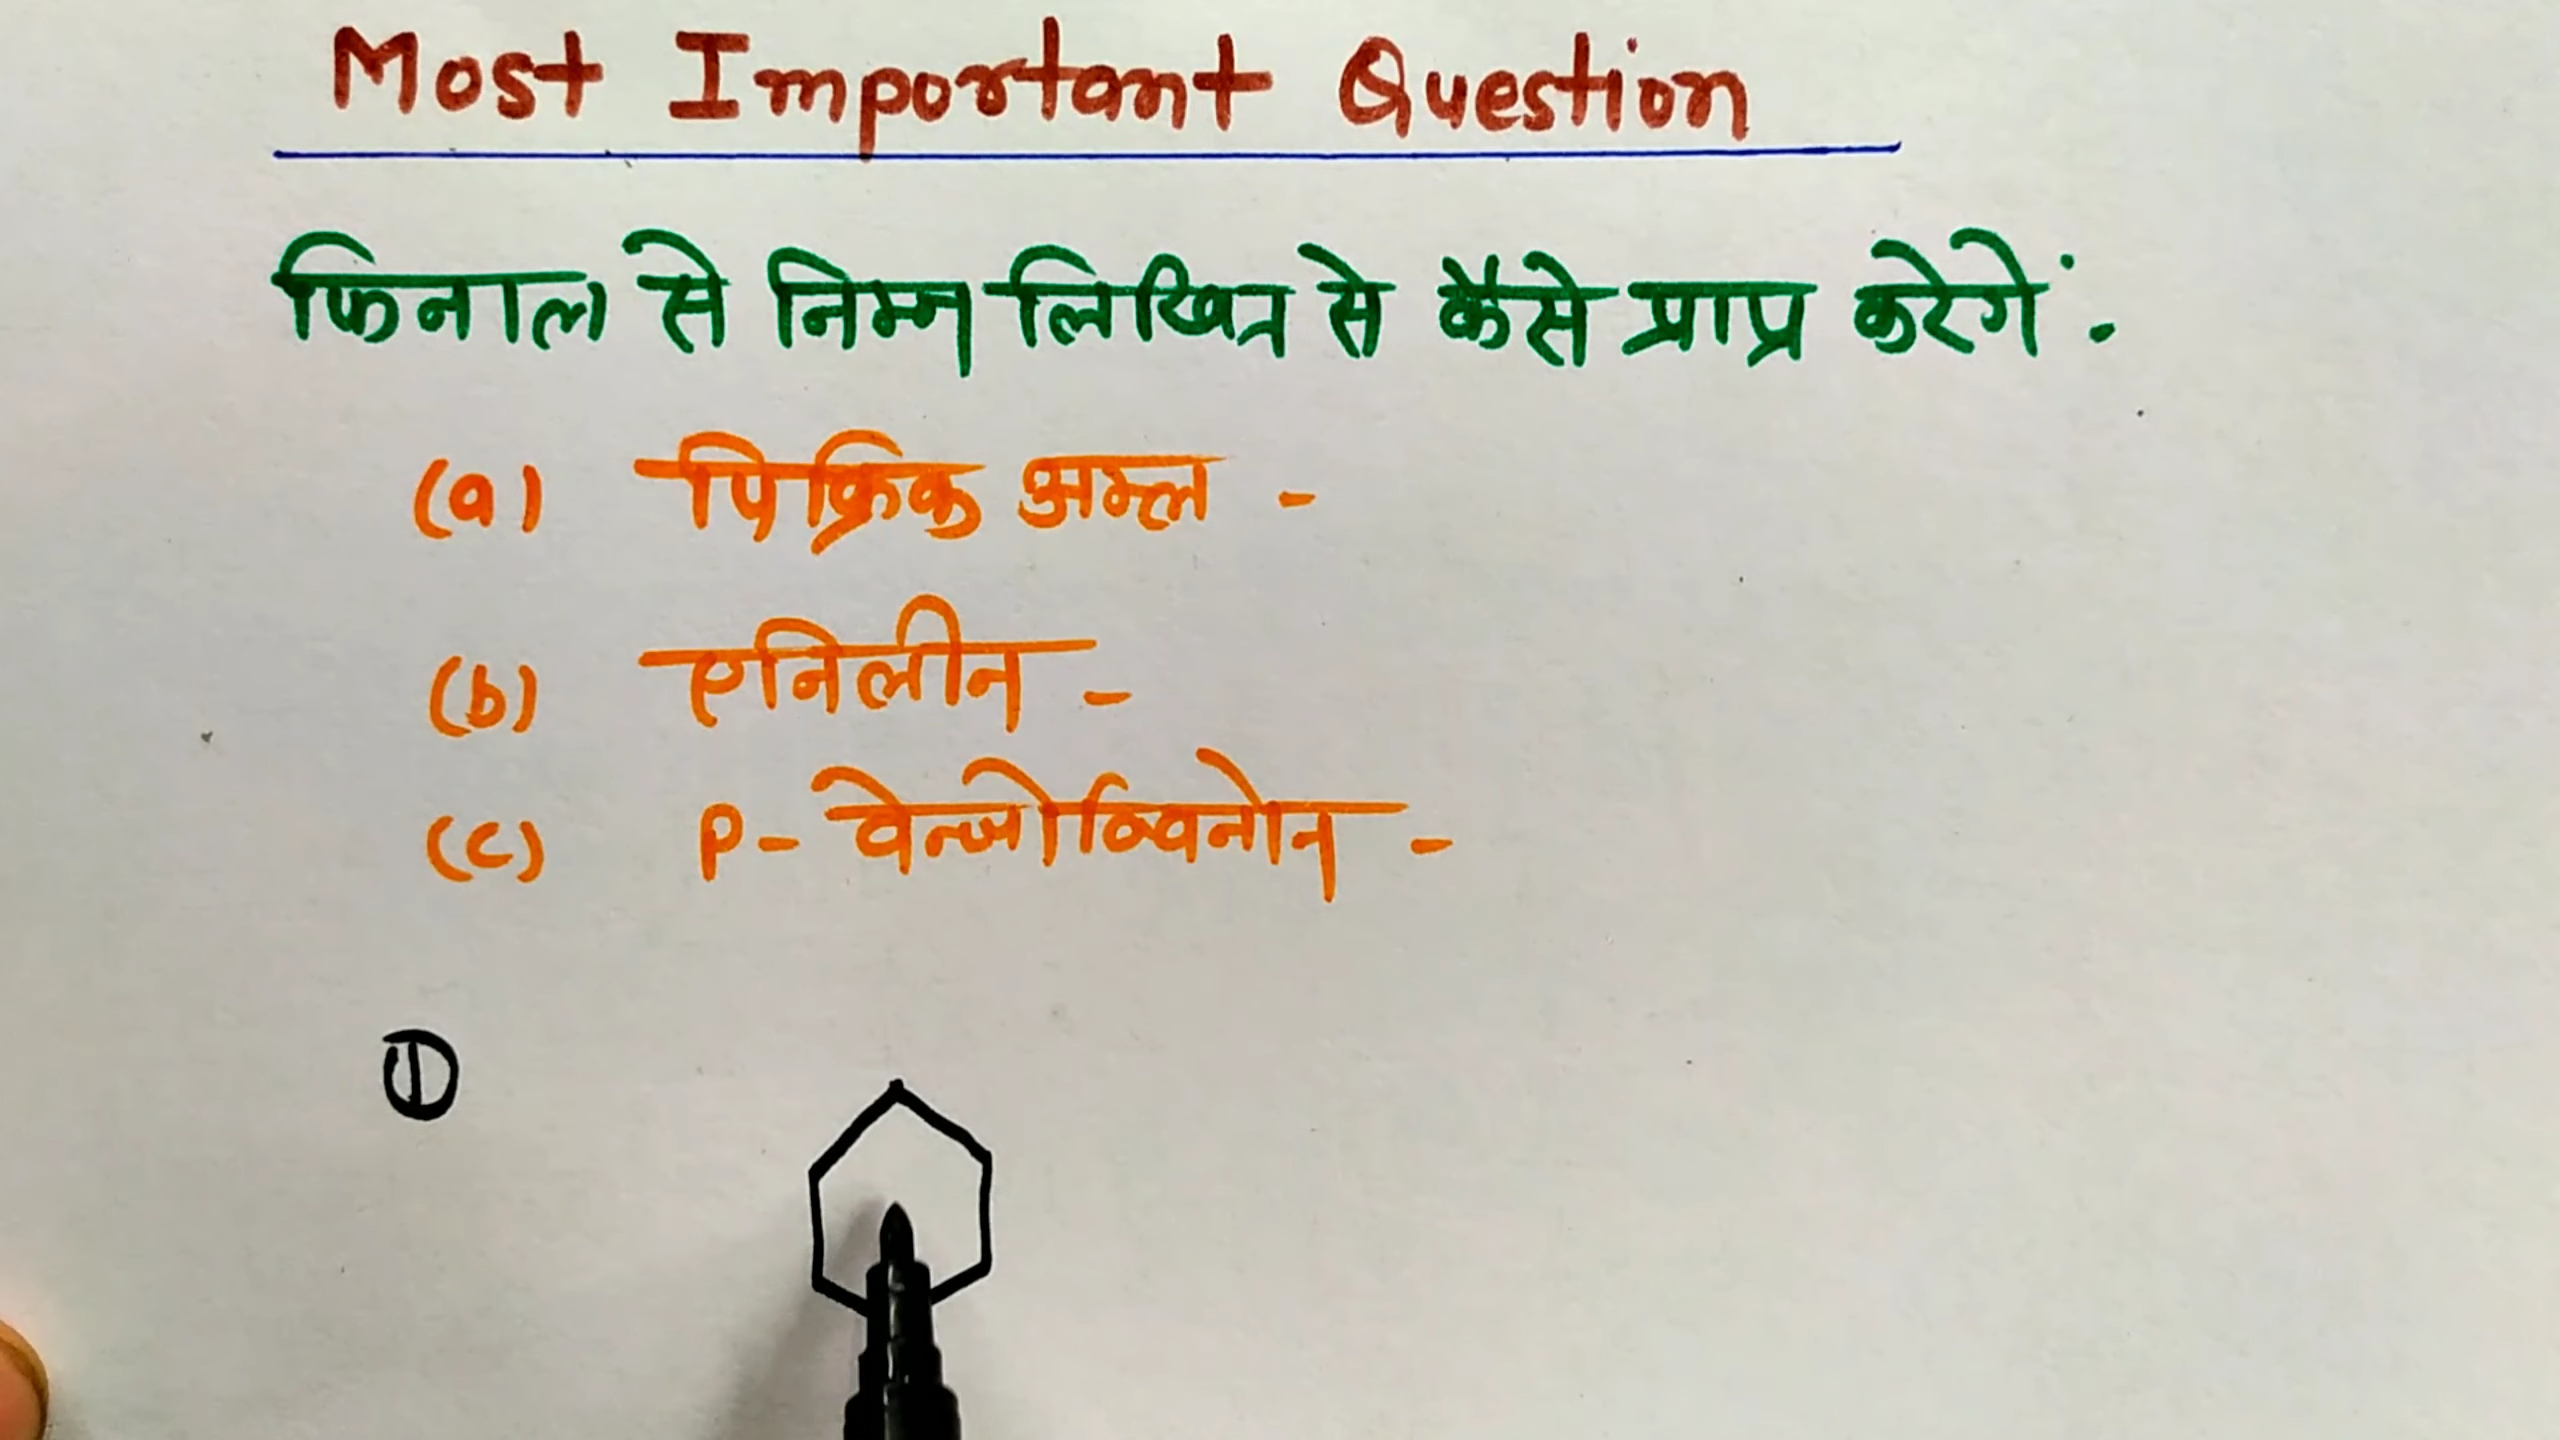 Most Important Question
फिनाल से निम्न लिखित से कैसे प्राप्त करेगें.
(a) पिक्रिक अम्ल -
(b) एनिलीन -
(c) P- वेन्जोक्विनोन -
①